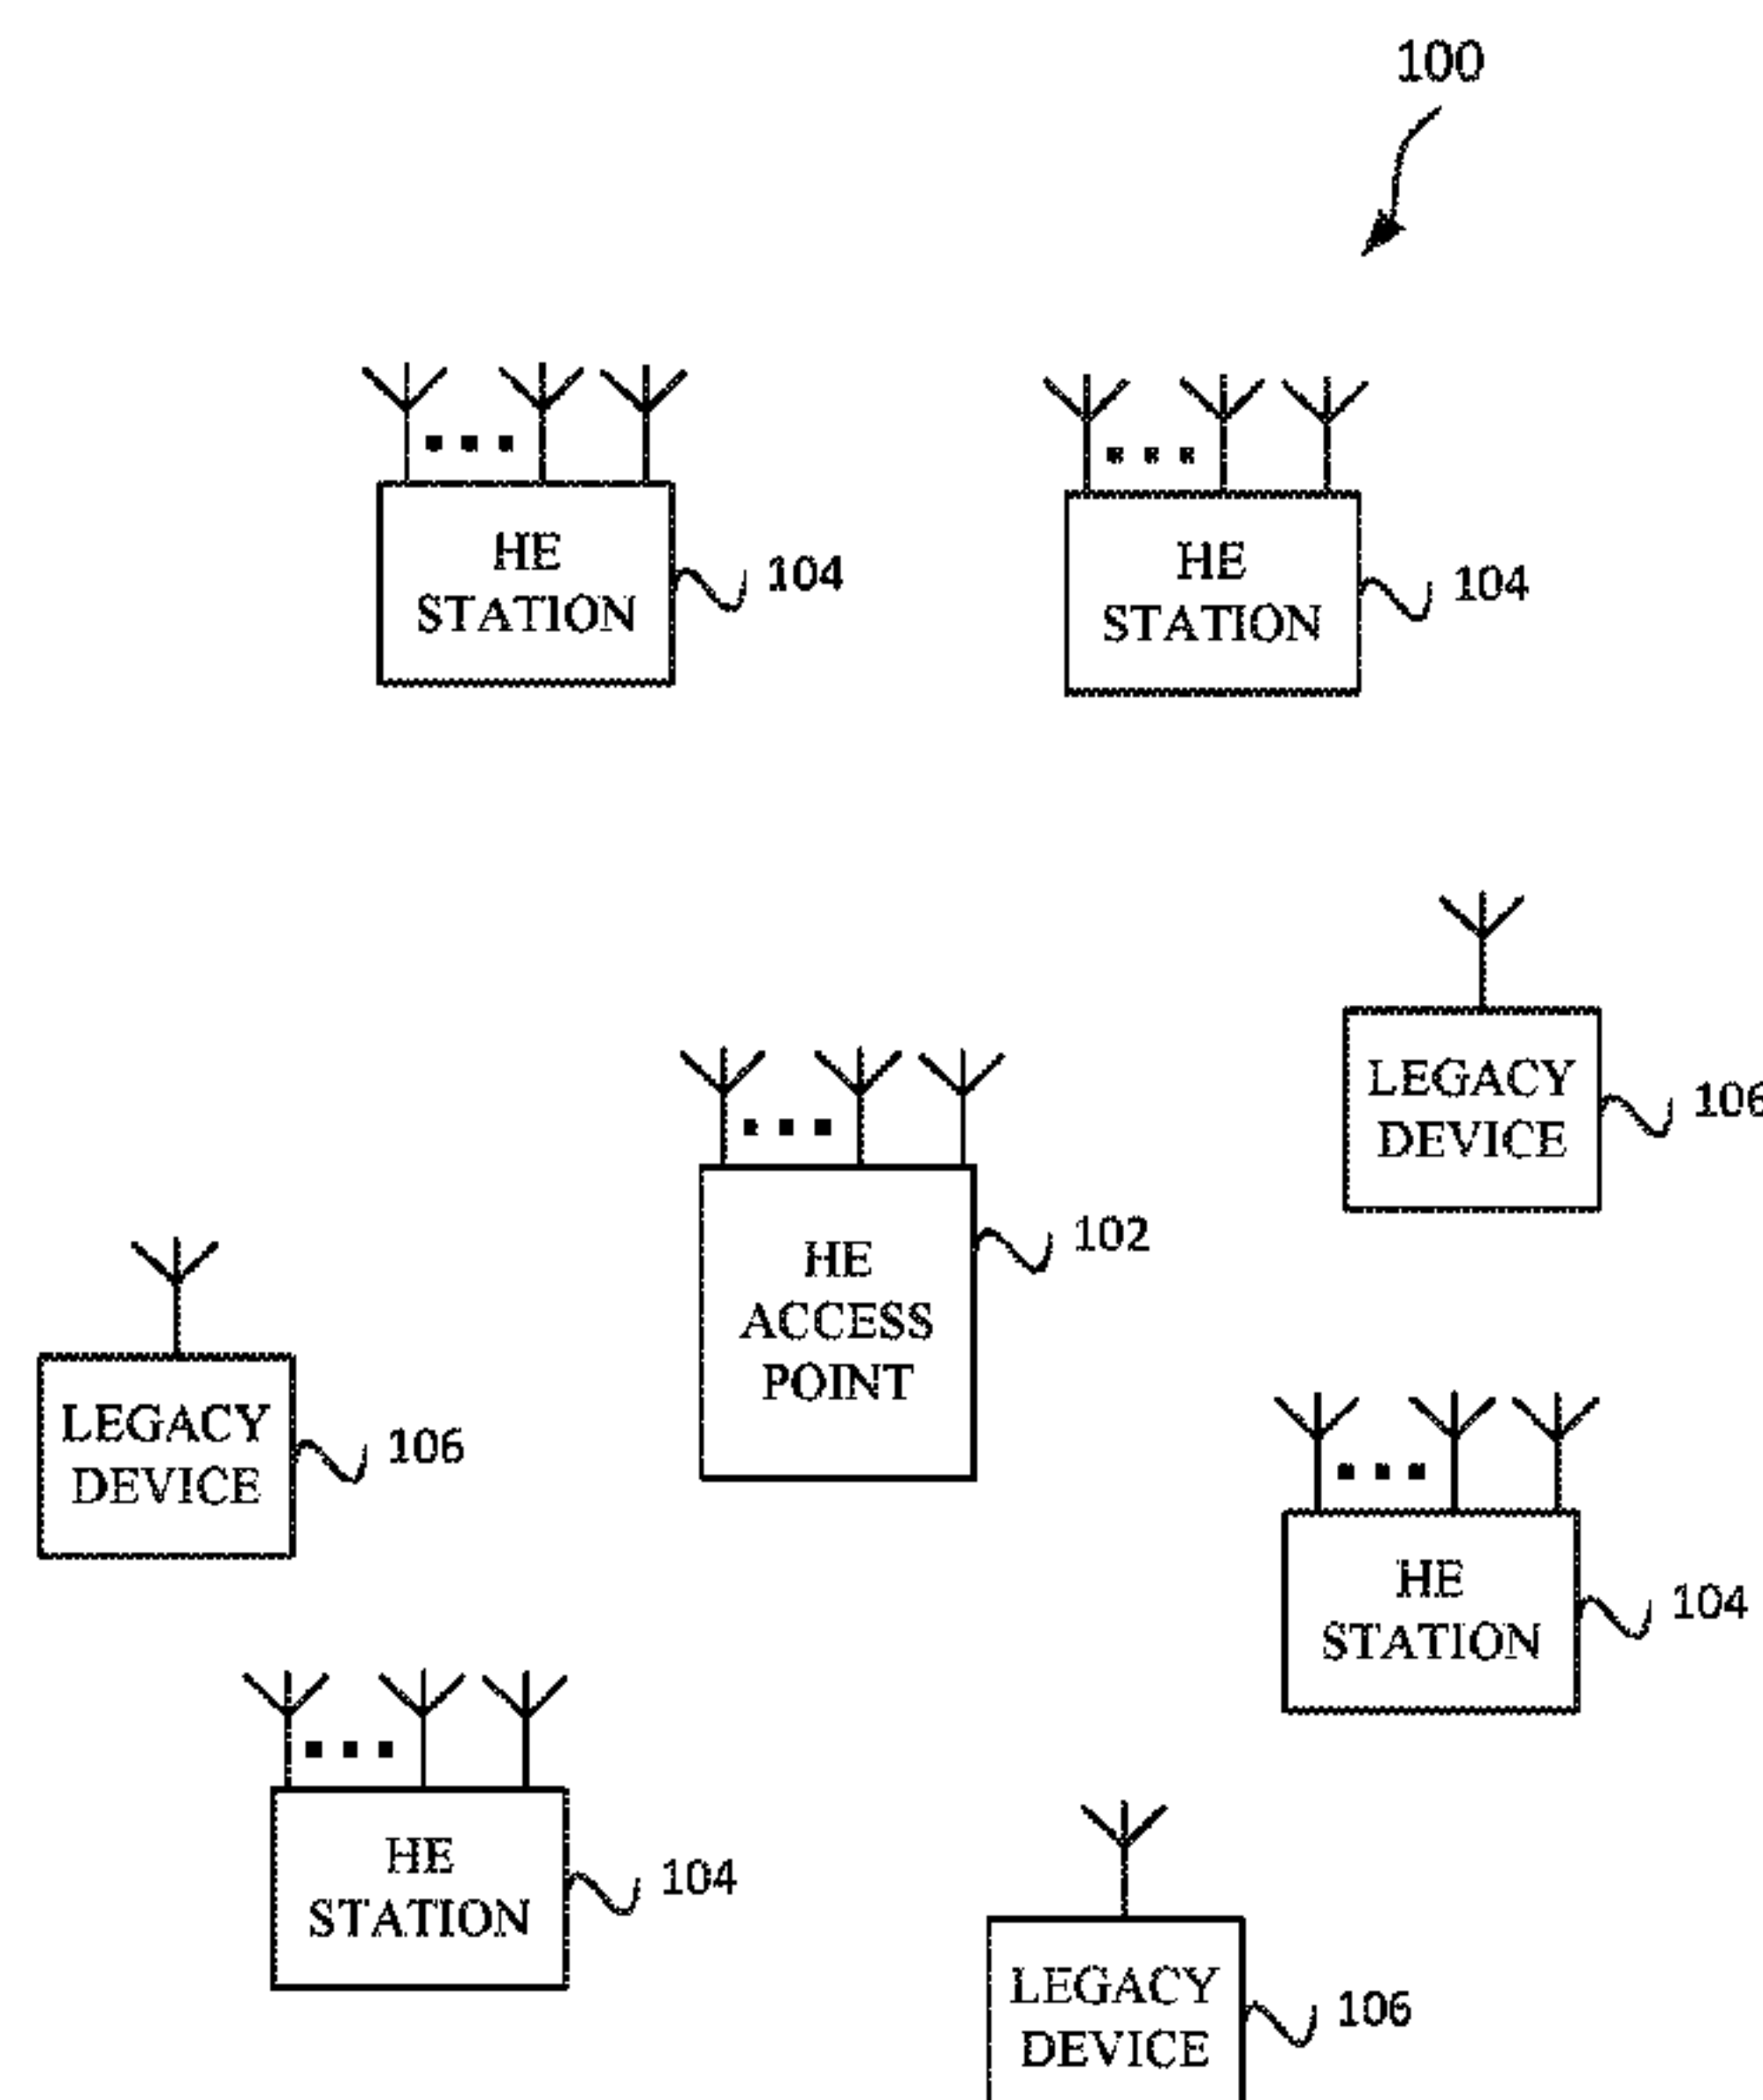 100
HE
STATION
104
HE
STATION
104
LEGACY
DEVICE
106
HE
ACCESS
POINT
102
LEGACY
DEVICE
106
HE
STATION
104
HE
STATION
104
LEGACY
DEVICE
106